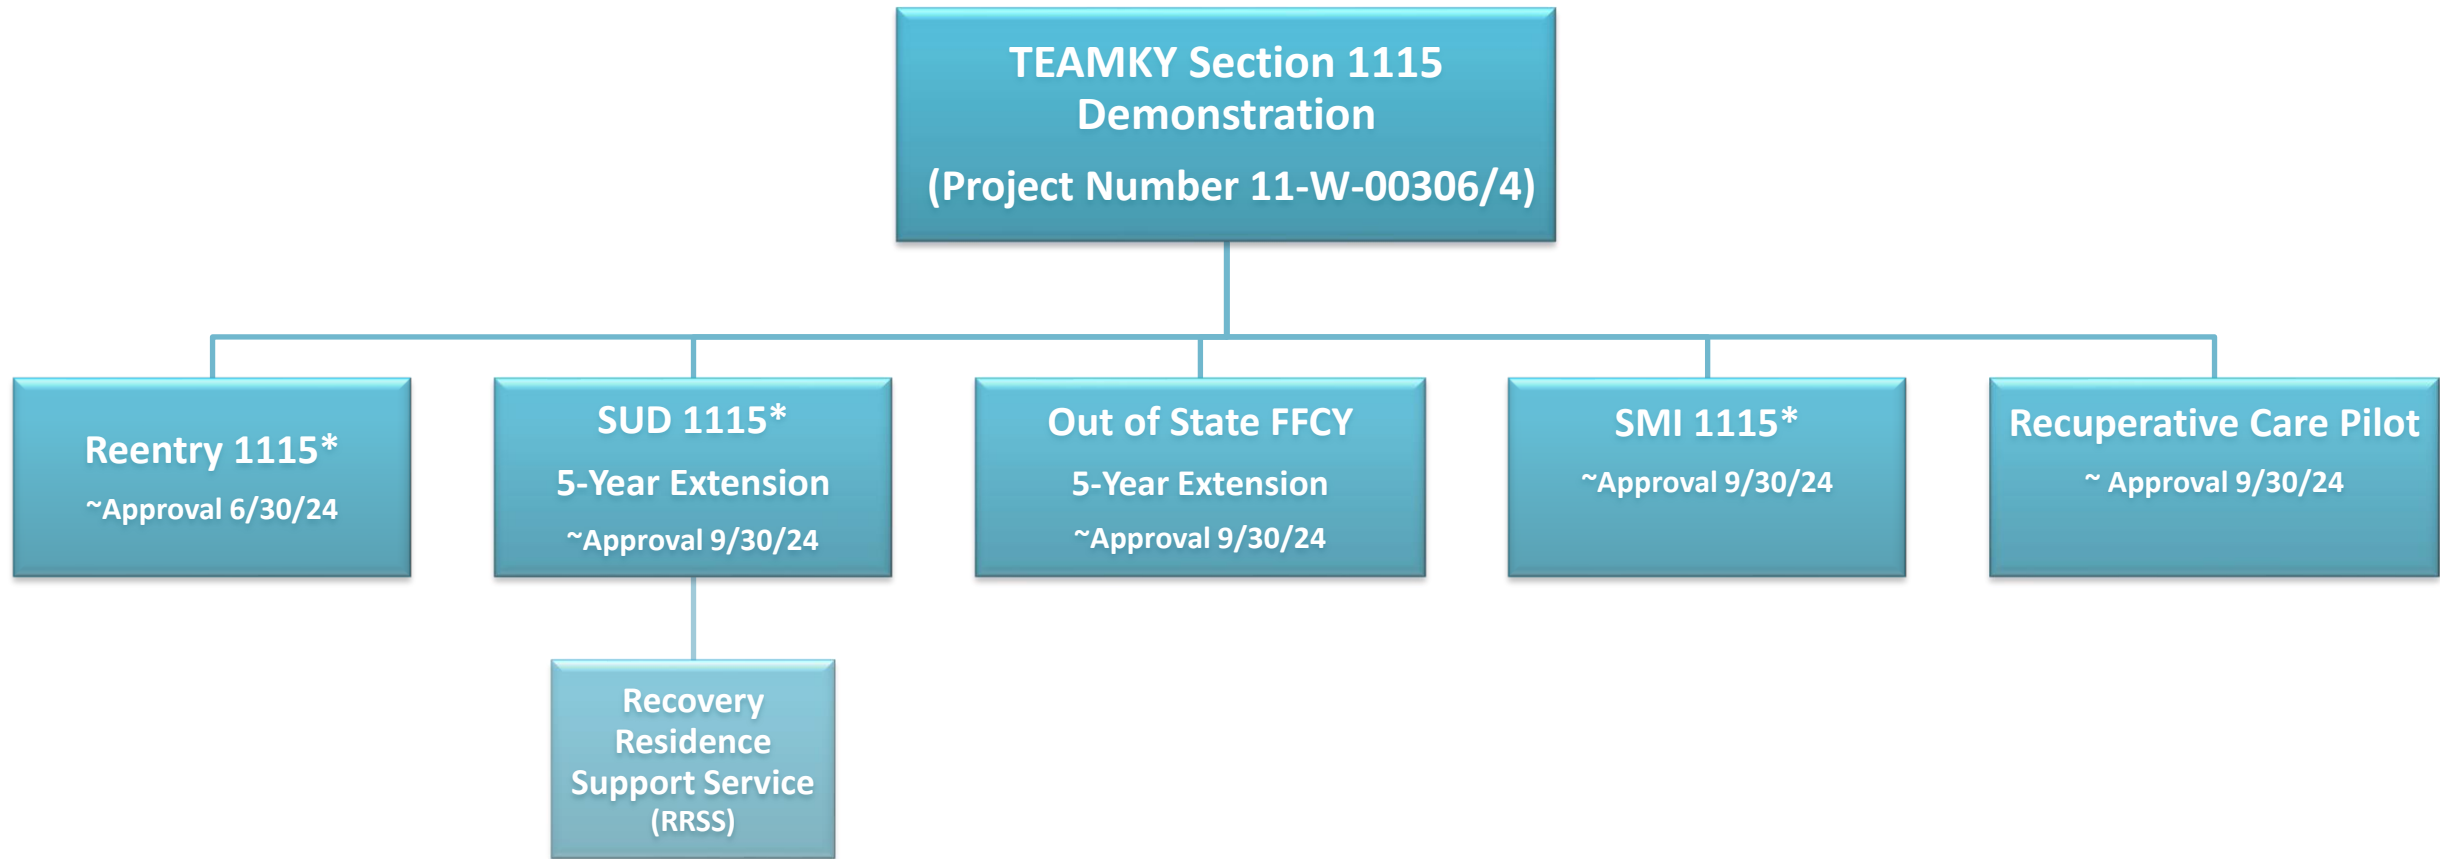 TEAMKY Section 1115
Demonstration
(Project Number 11-W-00306/4)
Reentry 1115*
~Approval 6/30/24
SUD 1115*
5-Year Extension
~Approval 9/30/24
Out of State FFCY
5-Year Extension
~Approval 9/30/24
SMI 1115*
~Approval 9/30/24
Recuperative Care Pilot
~ Approval 9/30/24
Recovery
Residence
Support Service
(RRSS)